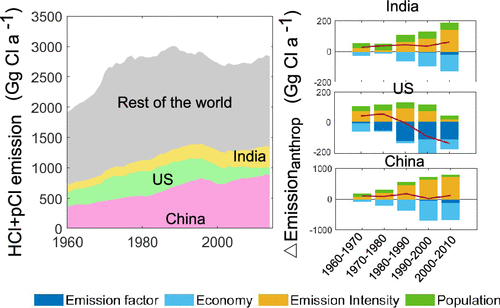 HCl+pCl emission (Gg Cl a⁻¹)
3500
3000
2500
2000
1500
1000
500
0
1960
1980
2000
Rest of the world
India
US
China
△Emission anthrop (Gg Cl a⁻¹)
India
200
0
200
US
200
0
-200
China
1000
0
-1000
1960-1970
1970-1980
1980-1990
1990-2000
2000-2010
Emission factor Economy Emission Intensity Population